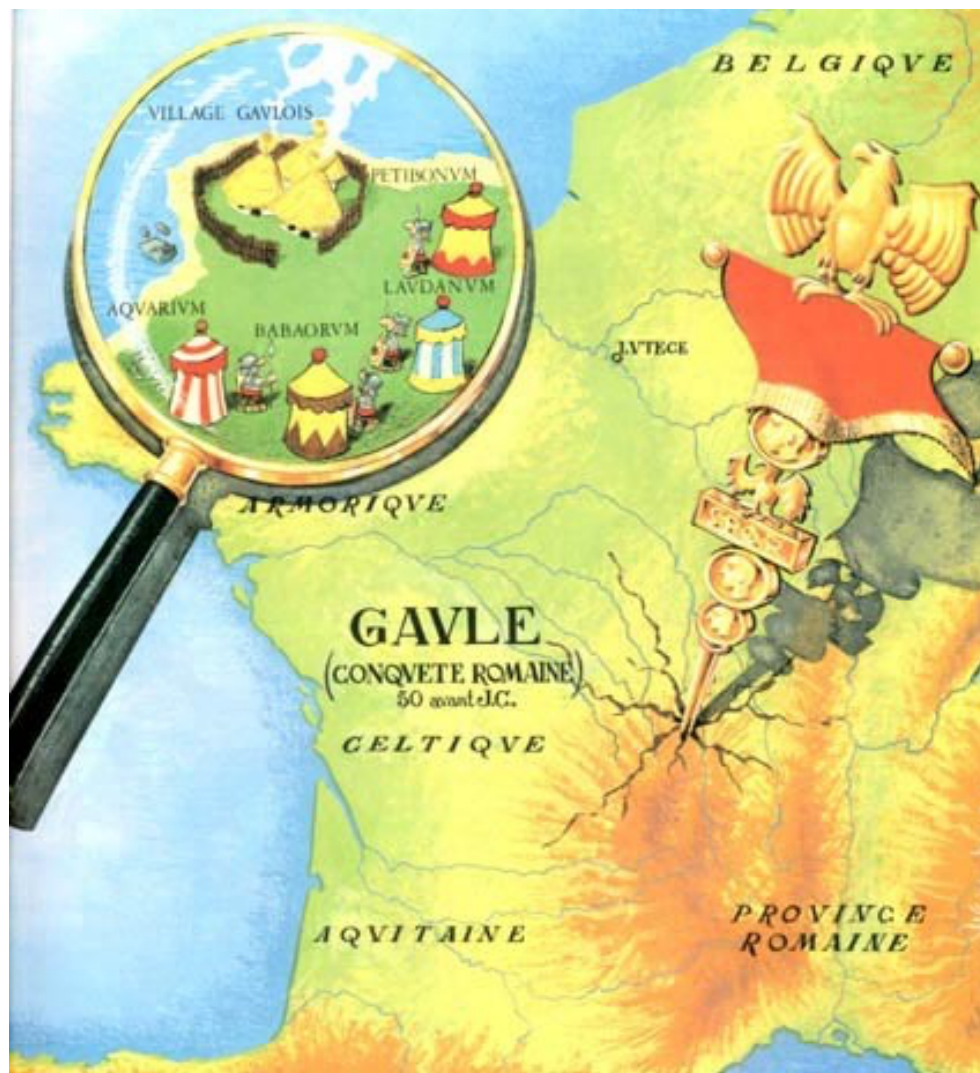 BELGIQVE
VILLAGE GAVLOIS
PETIBONVM
LAVDANVM
AQVARIVM
BABAORVM
LVTECE
ARMORIQVE
GAVLE
(CONQVETE ROMAINE)
50 avant J.C.
CELTIQVE
AQVITAINE
PROVINCE
ROMAINE